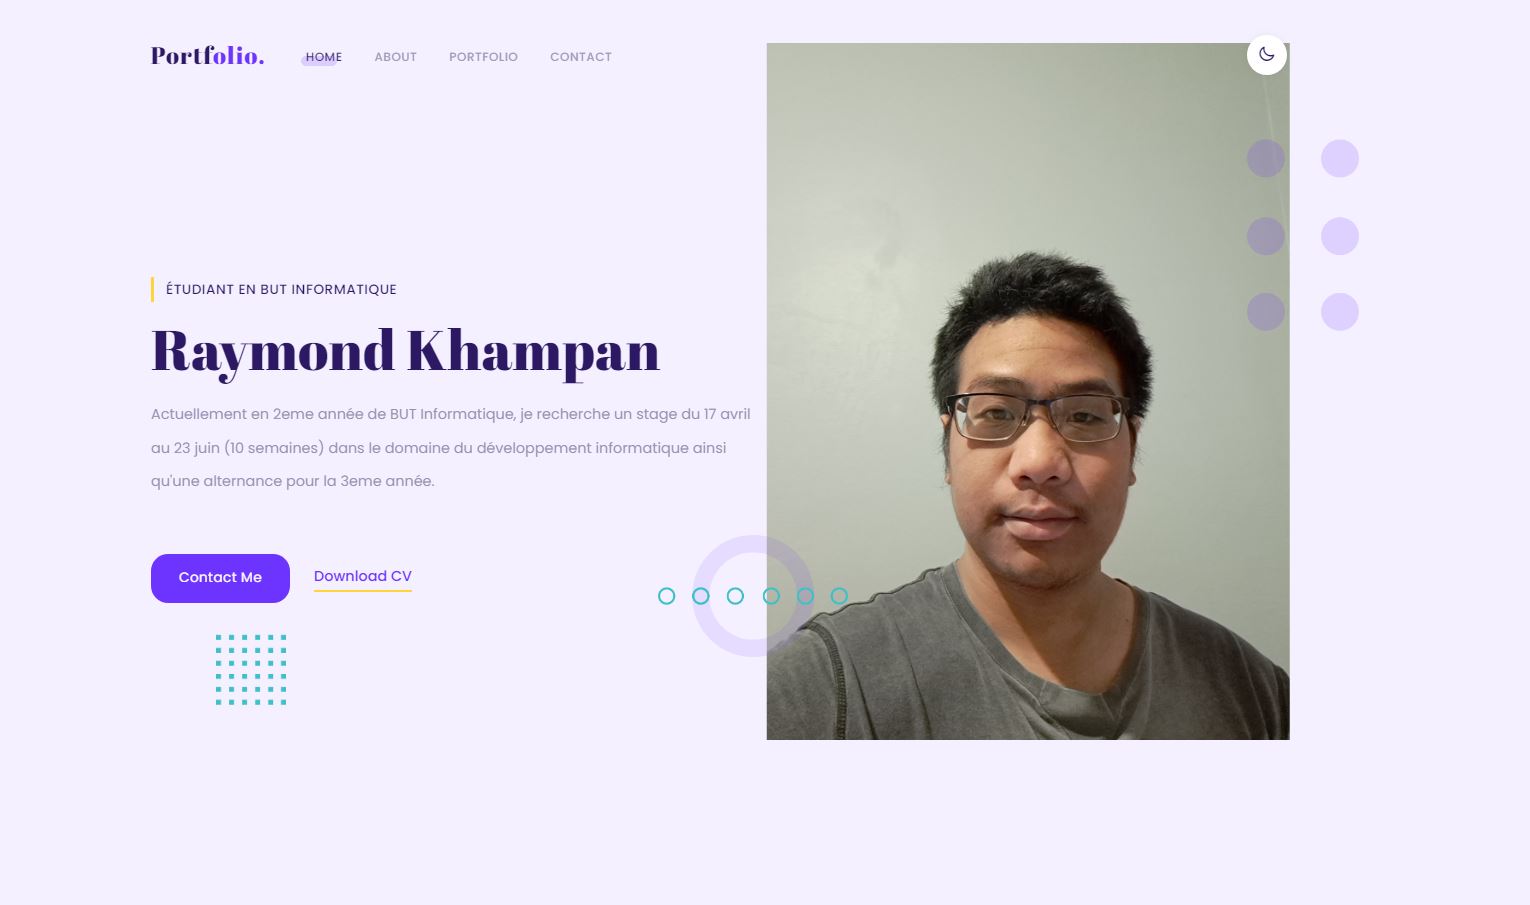 Portfolio.
HOME ABOUT PORTFOLIO CONTACT
ÉTUDIANT EN BUT INFORMATIQUE
Raymond Khampan
Actuellement en 2eme année de BUT Informatique, je recherche un stage du 17 avril
au 23 juin (10 semaines) dans le domaine du développement informatique ainsi
qu'une alternance pour la 3eme année.
Contact Me Download CV